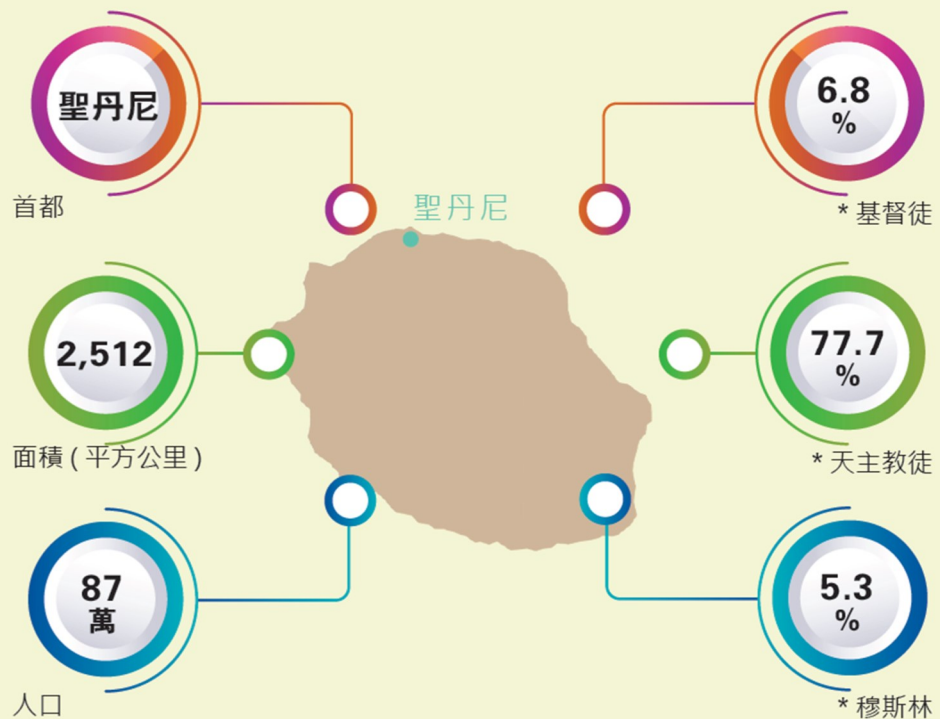 聖丹尼
首都
6.8
%
* 基督徒
聖丹尼
2,512
面積 ( 平方公里 )
77.7
%
* 天主教徒
87
萬
人口
5.3
%
* 穆斯林